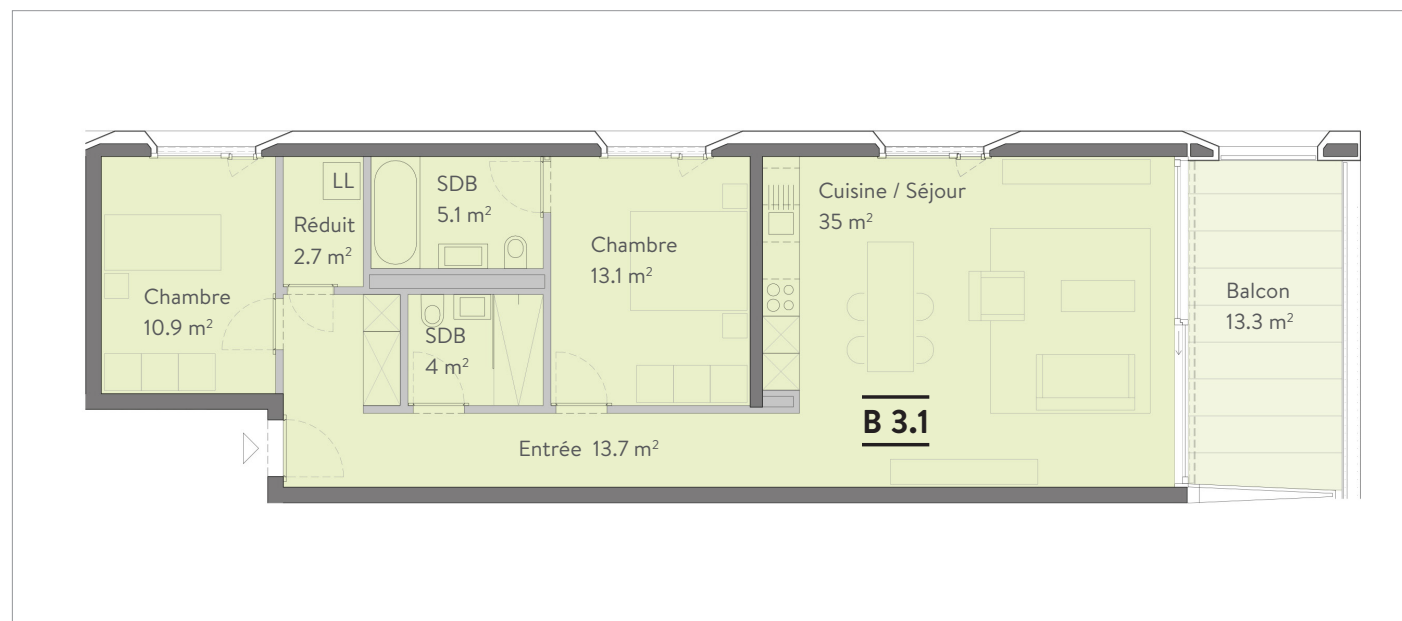 LL
SDB
5.1 m²
Réduit
2.7 m²
Chambre
10.9 m²
SDB
4 m²
Chambre
13.1 m²
Cuisine / Séjour
35 m²
Balcon
13.3 m²
B 3.1
Entrée 13.7 m²